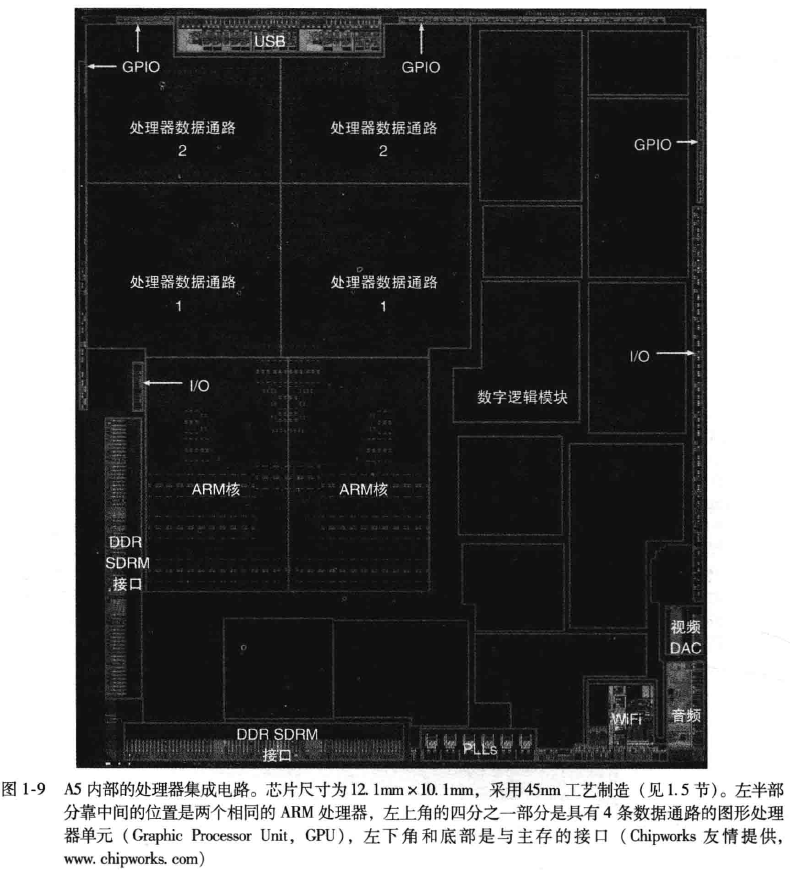 USB
GPIO
GPIO
处理器数据通路
2
处理器数据通路
2
GPIO
处理器数据通路
1
处理器数据通路
1
I/O
I/O
数字逻辑模块
ARM核
ARM核
DDR
SDRM
接口
视频
DAC
DDR SDRM
接口
PLLs
WiFi
音频
图 1-9 A5 内部的处理器集成电路。芯片尺寸为 12. 1mm × 10. 1mm，采用 45nm 工艺制造（见 1. 5 节）。左半部
分靠中间的位置是两个相同的 ARM 处理器，左上角的四分之一部分是具有 4 条数据通路的图形处理
器单元（Graphic Processor Unit，GPU），左下角和底部是与主存的接口（Chipworks 友情提供，
www. chipworks. com）